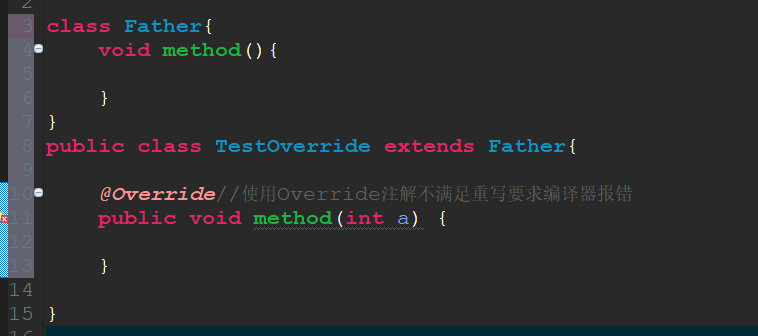 2
3 class Father{
4 void method(){
5
6 }
7 }
8 public class TestOverride extends Father{
9
10 @Override//使用Override注解不满足重写要求编译器报错
11 public void method(int a) {
12
13 }
14
15 }
16